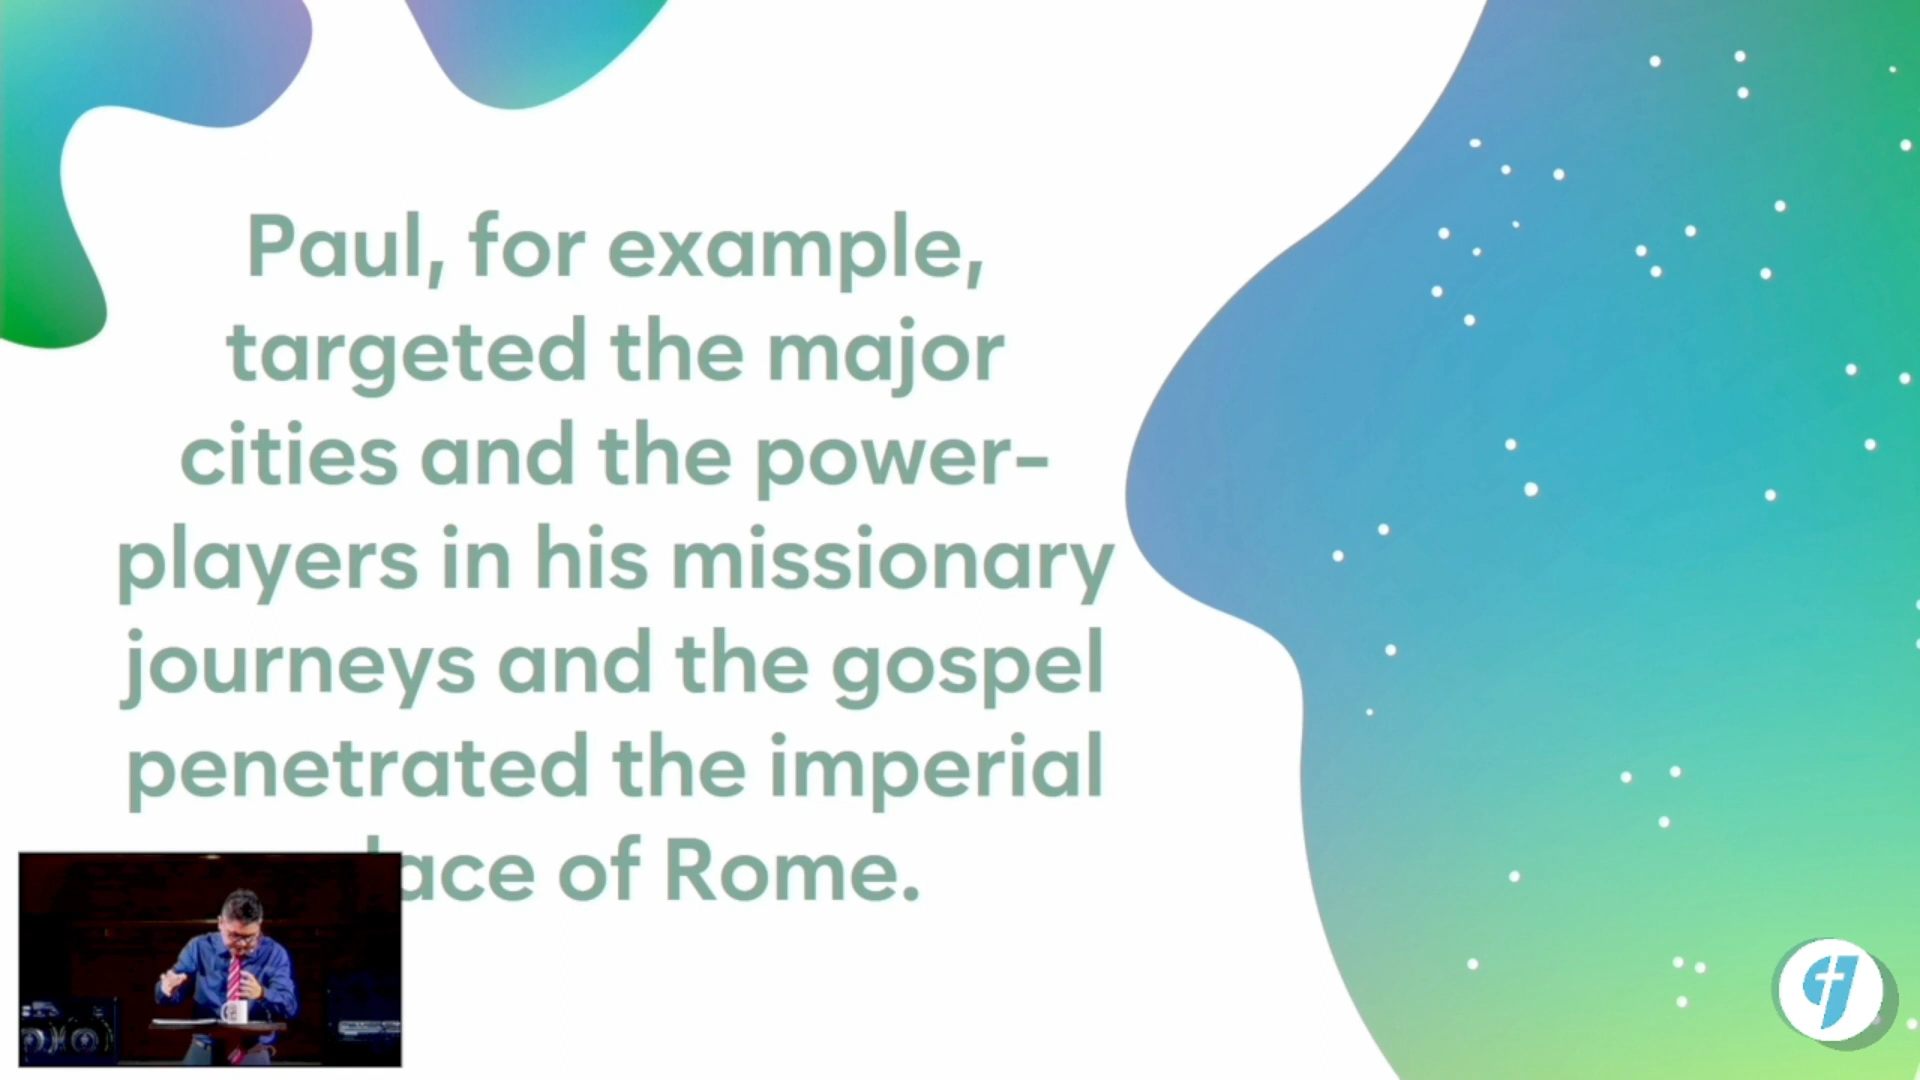 Paul, for example,
targeted the major
cities and the power-
players in his missionary
journeys and the gospel
penetrated the imperial
lace of Rome.